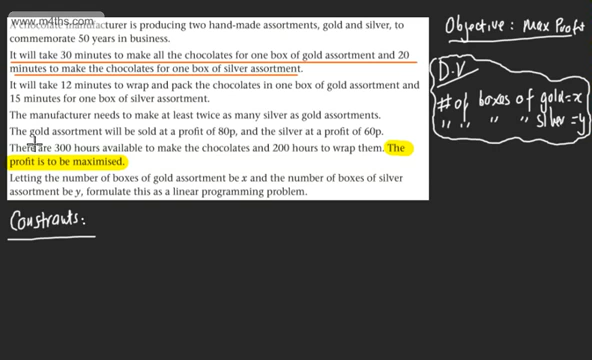 www.m4ths.com
A chocolate manufacturer is producing two hand-made assortments, gold and silver, to
commemorate 50 years in business.
It will take 30 minutes to make all the chocolates for one box of gold assortment and 20
minutes to make the chocolates for one box of silver assortment.
It will take 12 minutes to wrap and pack the chocolates in one box of gold assortment and
15 minutes for one box of silver assortment.
The manufacturer needs to make at least twice as many silver as gold assortments.
The gold assortment will be sold at a profit of 80p, and the silver at a profit of 60p.
There are 300 hours available to make the chocolates and 200 hours to wrap them. The
profit is to be maximised.
Letting the number of boxes of gold assortment be x and the number of boxes of silver
assortment be y, formulate this as a linear programming problem.
Objective: Max Profit
D.V
# of boxes of gold = x
" " " " silver = y
Constraints: